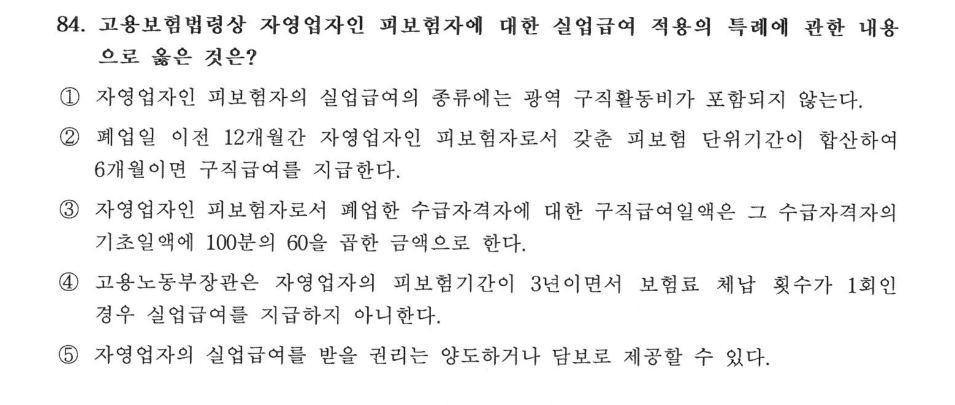 84. 고용보험법령상 자영업자인 피보험자에 대한 실업급여 적용의 특례에 관한 내용
으로 옳은 것은?
① 자영업자인 피보험자의 실업급여의 종류에는 광역 구직활동비가 포함되지 않는다.
② 폐업일 이전 12개월간 자영업자인 피보험자로서 갖춘 피보험 단위기간이 합산하여
6개월이면 구직급여를 지급한다.
③ 자영업자인 피보험자로서 폐업한 수급자격자에 대한 구직급여일액은 그 수급자격자의
기초일액에 100분의 60을 곱한 금액으로 한다.
④ 고용노동부장관은 자영업자의 피보험기간이 3년이면서 보험료 체납 횟수가 1회인
경우 실업급여를 지급하지 아니한다.
⑤ 자영업자의 실업급여를 받을 권리는 양도하거나 담보로 제공할 수 있다.